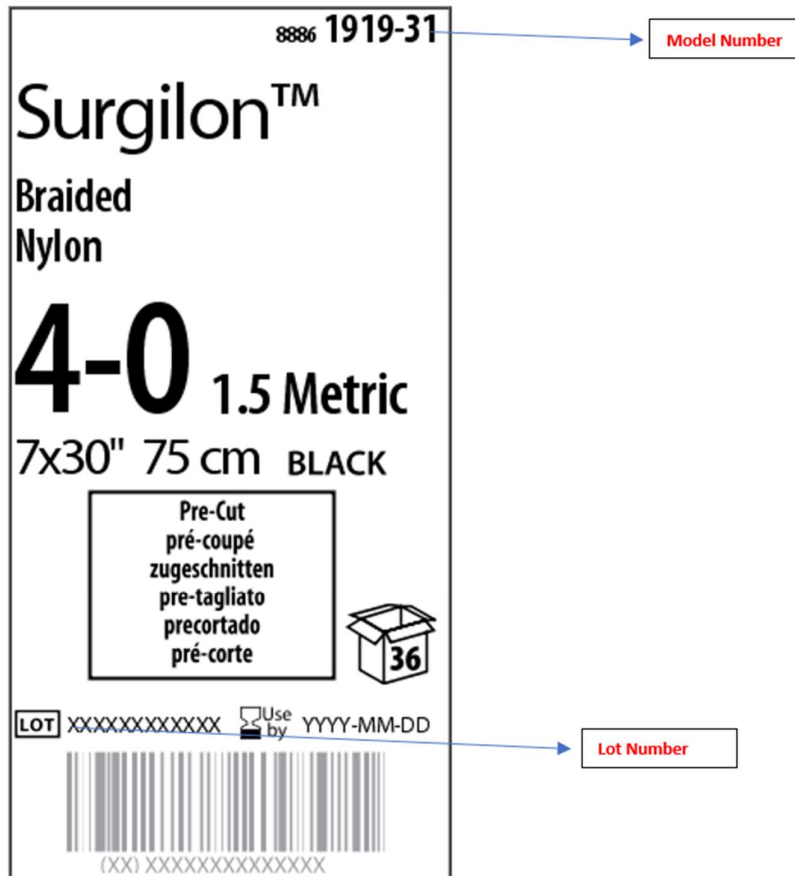 8886 1919-31
Model Number
Surgilon™
Braided
Nylon
4-0 1.5 Metric
7x30" 75 cm BLACK
Pre-Cut
pré-coupé
zugeschnitten
pre-tagliato
precortado
pré-corte
36
LOT XXXXXXXXXXXX Use by YYYY-MM-DD
Lot Number
(XX) XXXXXXXXXXXXXX